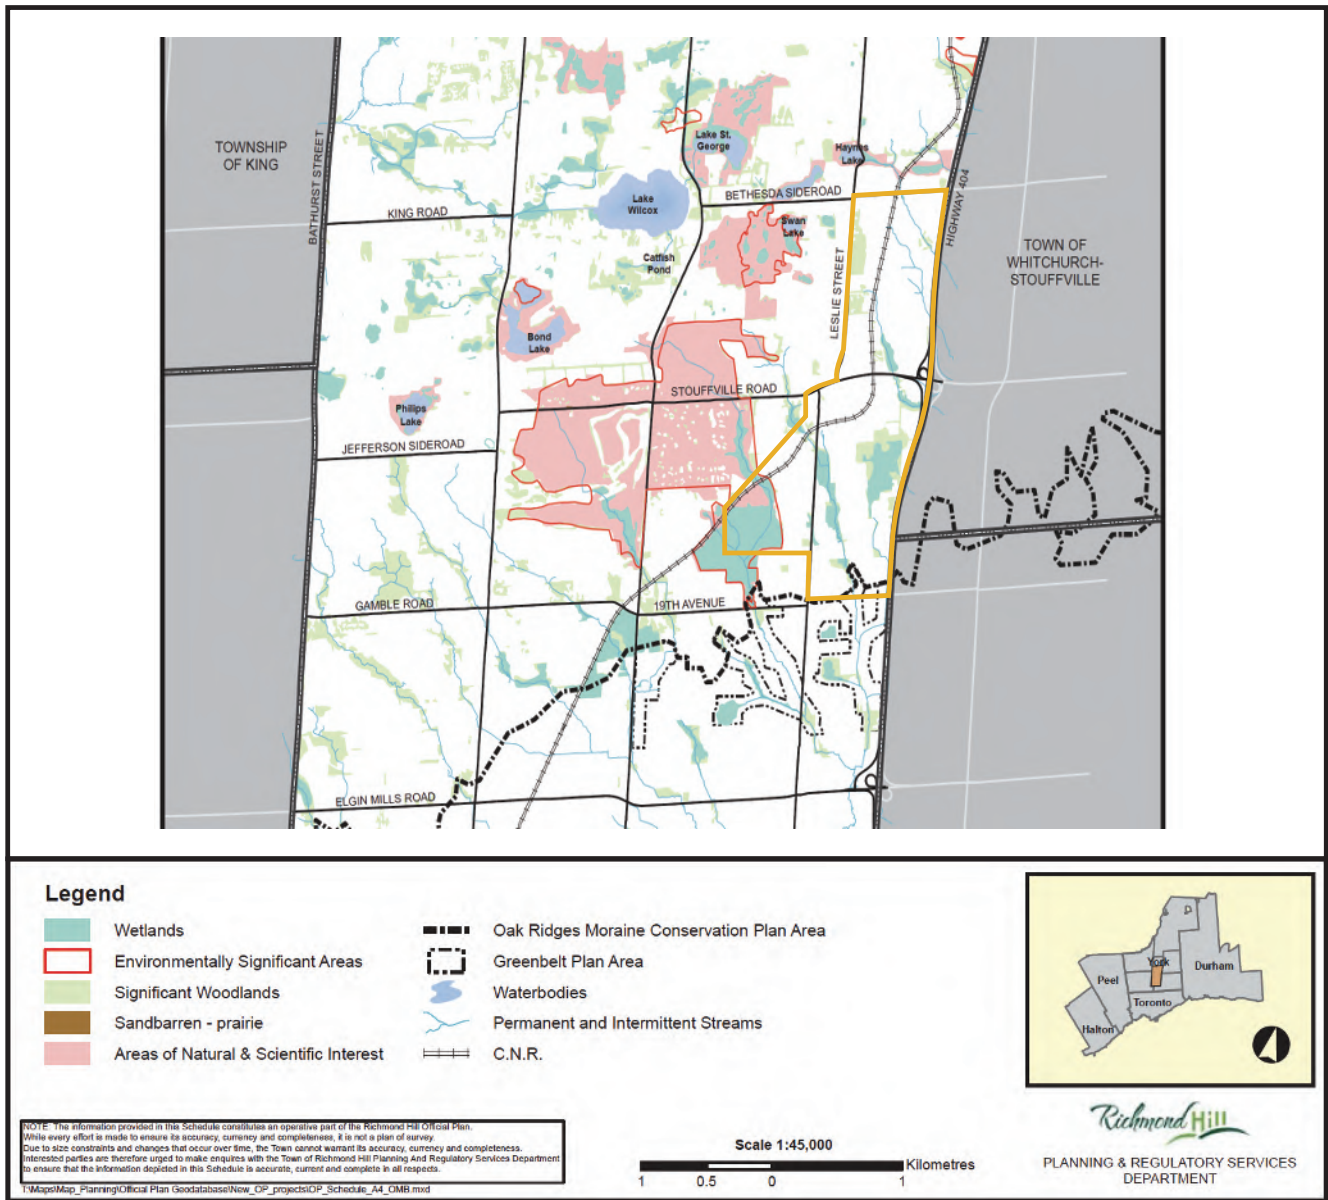 TOWNSHIP
OF KING
BATHURST STREET
KING ROAD
Lake
Wilcox
Lake St.
George
Haynes
Lake
BETHESDA SIDEROAD
Swan
Lake
Catfish
Pond
LESLIE STREET
HIGHWAY 404
TOWN OF
WHITCHURCH-
STOUFFVILLE
Bond
Lake
Philips
Lake
STOUFFVILLE ROAD
JEFFERSON SIDEROAD
GAMBLE ROAD
19TH AVENUE
ELGIN MILLS ROAD
Legend
Wetlands
Environmentally Significant Areas
Significant Woodlands
Sandbarren - prairie
Areas of Natural & Scientific Interest
Oak Ridges Moraine Conservation Plan Area
Greenbelt Plan Area
Waterbodies
Permanent and Intermittent Streams
C.N.R.
York
Durham
Peel
Toronto
Halton
NOTE: The information provided in this Schedule constitutes an operative part of the Richmond Hill Official Plan.
While every effort is made to ensure its accuracy, currency and completeness, it is not a plan of survey.
Due to size constraints and changes that occur over time, the Town cannot warrant its accuracy, currency and completeness.
Interested parties are therefore urged to make enquires with the Town of Richmond Hill Planning And Regulatory Services Department
to ensure that the information depicted in this Schedule is accurate, current and complete in all respects.
T:\Maps\Map_Planning\Official Plan Geodatabase\New_OP_projects\OP_Schedule_A4_OMB.mxd
Scale 1:45,000
Kilometres
1 0.5 0 1
Richmond Hill
PLANNING & REGULATORY SERVICES
DEPARTMENT